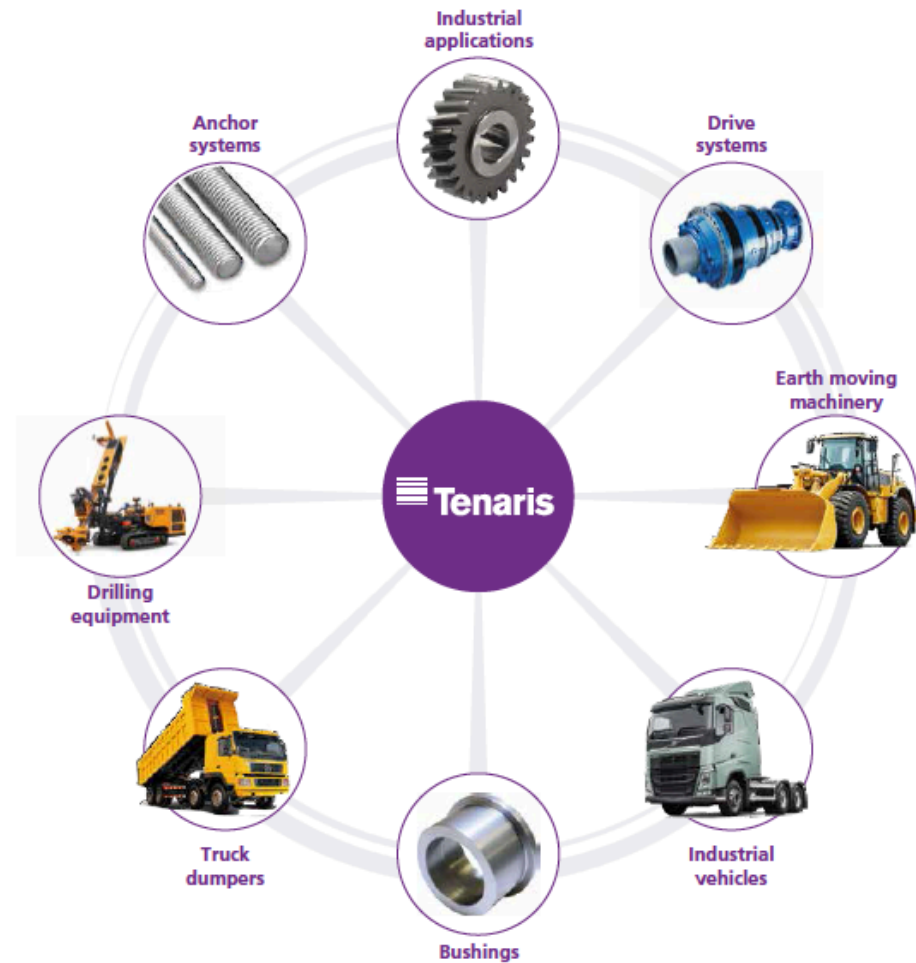 Industrial
applications
Anchor
systems
Drive
systems
Earth moving
machinery
Tenaris
Drilling
equipment
Truck
dumpers
Industrial
vehicles
Bushings